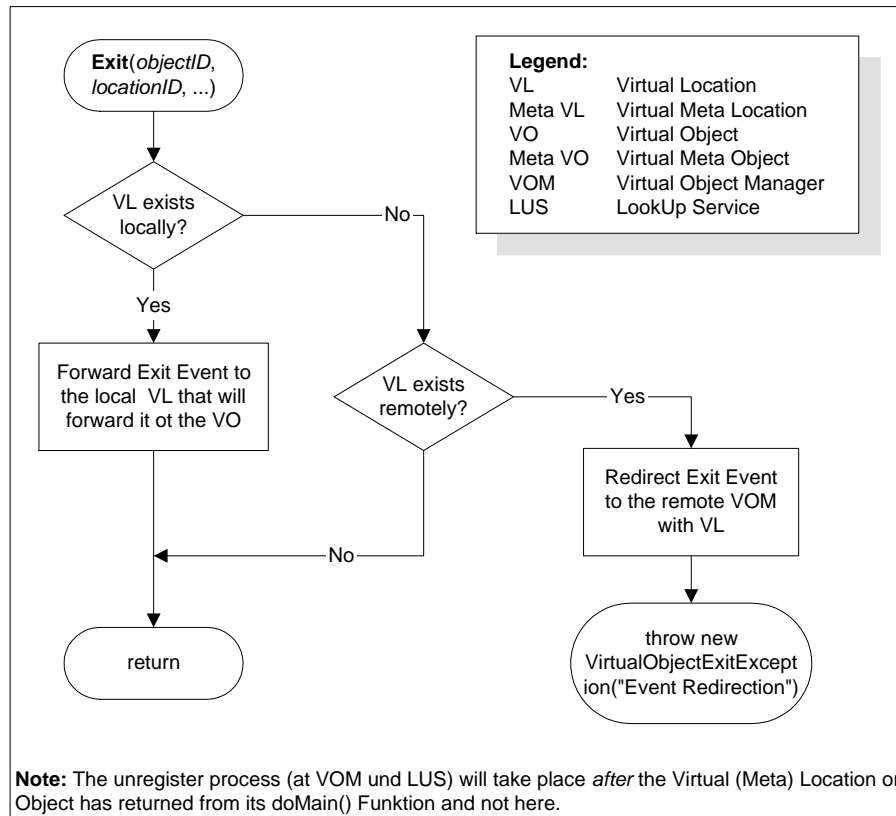 Exit(objectID,
locationID, ...)
Legend:
VL Virtual Location
Meta VL Virtual Meta Location
VO Virtual Object
Meta VO Virtual Meta Object
VOM Virtual Object Manager
LUS LookUp Service
VL exists
locally?
No
Yes
Forward Exit Event to
the local VL that will
forward it ot the VO
VL exists
remotely?
Yes
Redirect Exit Event
to the remote VOM
with VL
No
return
throw new
VirtualObjectExitExcept
ion("Event Redirection")
Note: The unregister process (at VOM und LUS) will take place after the Virtual (Meta) Location or
Object has returned from its doMain() Funktion and not here.